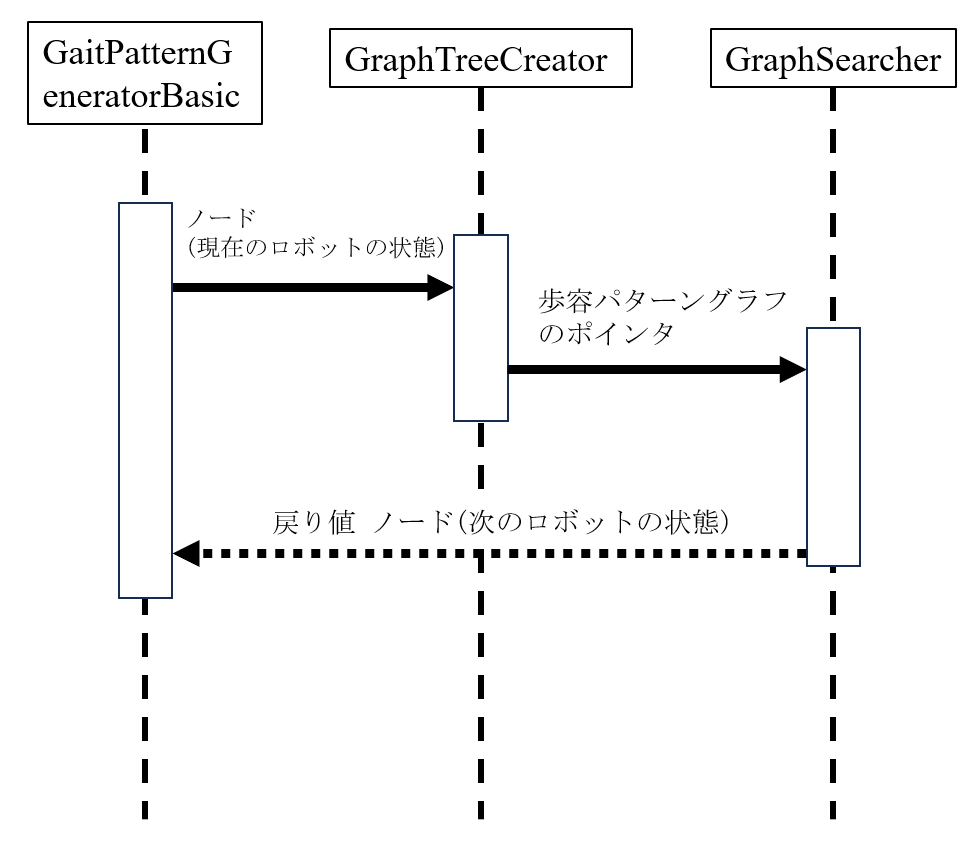 GaitPatternG
eneratorBasic
GraphTreeCreator
GraphSearcher
ノード
(現在のロボットの状態)
歩容パターングラフ
のポインタ
戻り値 ノード(次のロボットの状態)